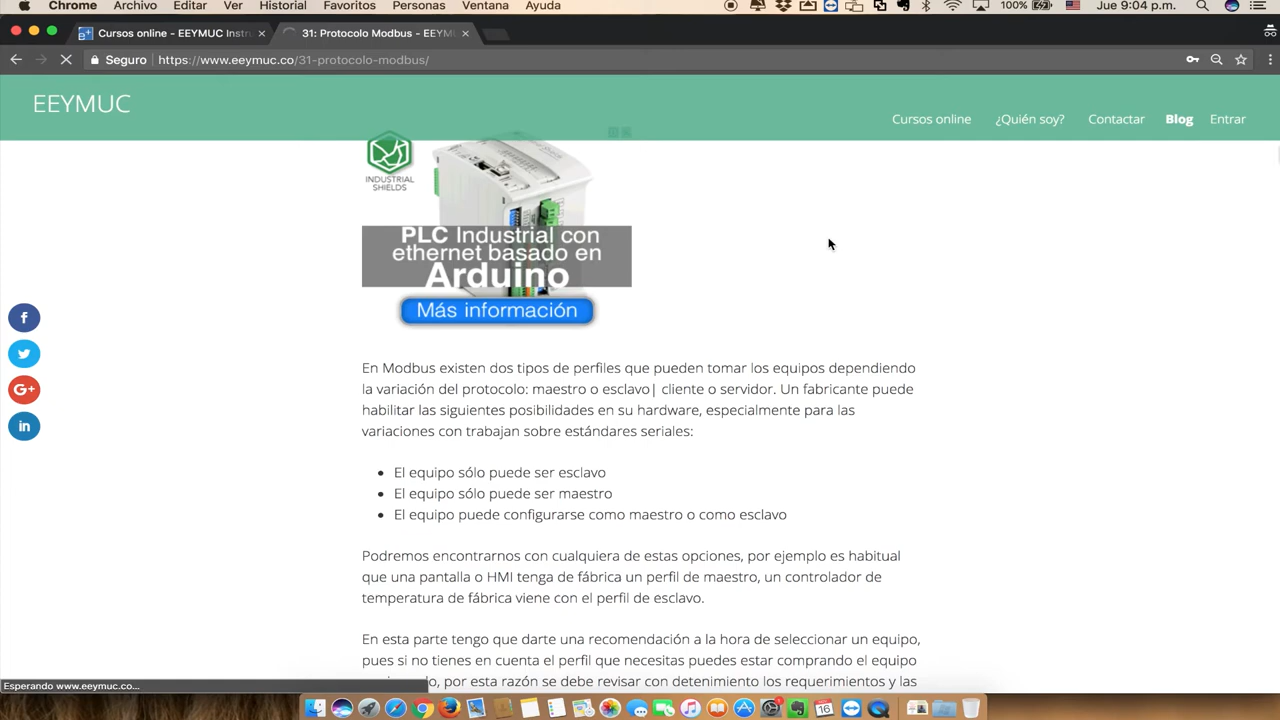 Chrome Archivo Editar Ver Historial Favoritos Personas Ventana Ayuda 100% Jue 9:04 p.m.
Cursos online - EEYMUC Instru × 31: Protocolo Modbus - EEYM ×
Seguro https://www.eeymuc.co/31-protocolo-modbus/
EEYMUC
Cursos online ¿Quién soy? Contactar Blog Entrar
INDUSTRIAL
SHIELDS
PLC Industrial con
ethernet basado en
Arduino
Más información
f
G+
in
En Modbus existen dos tipos de perfiles que pueden tomar los equipos dependiendo
la variación del protocolo: maestro o esclavo| cliente o servidor. Un fabricante puede
habilitar las siguientes posibilidades en su hardware, especialmente para las
variaciones con trabajan sobre estándares seriales:
• El equipo sólo puede ser esclavo
• El equipo sólo puede ser maestro
• El equipo puede configurarse como maestro o como esclavo
Podremos encontrarnos con cualquiera de estas opciones, por ejemplo es habitual
que una pantalla o HMI tenga de fábrica un perfil de maestro, un controlador de
temperatura de fábrica viene con el perfil de esclavo.
En esta parte tengo que darte una recomendación a la hora de seleccionar un equipo,
pues si no tienes en cuenta el perfil que necesitas puedes estar comprando el equipo
por esta razón se debe revisar con detenimiento los requerimientos y las
Esperando www.eeymuc.co...
16